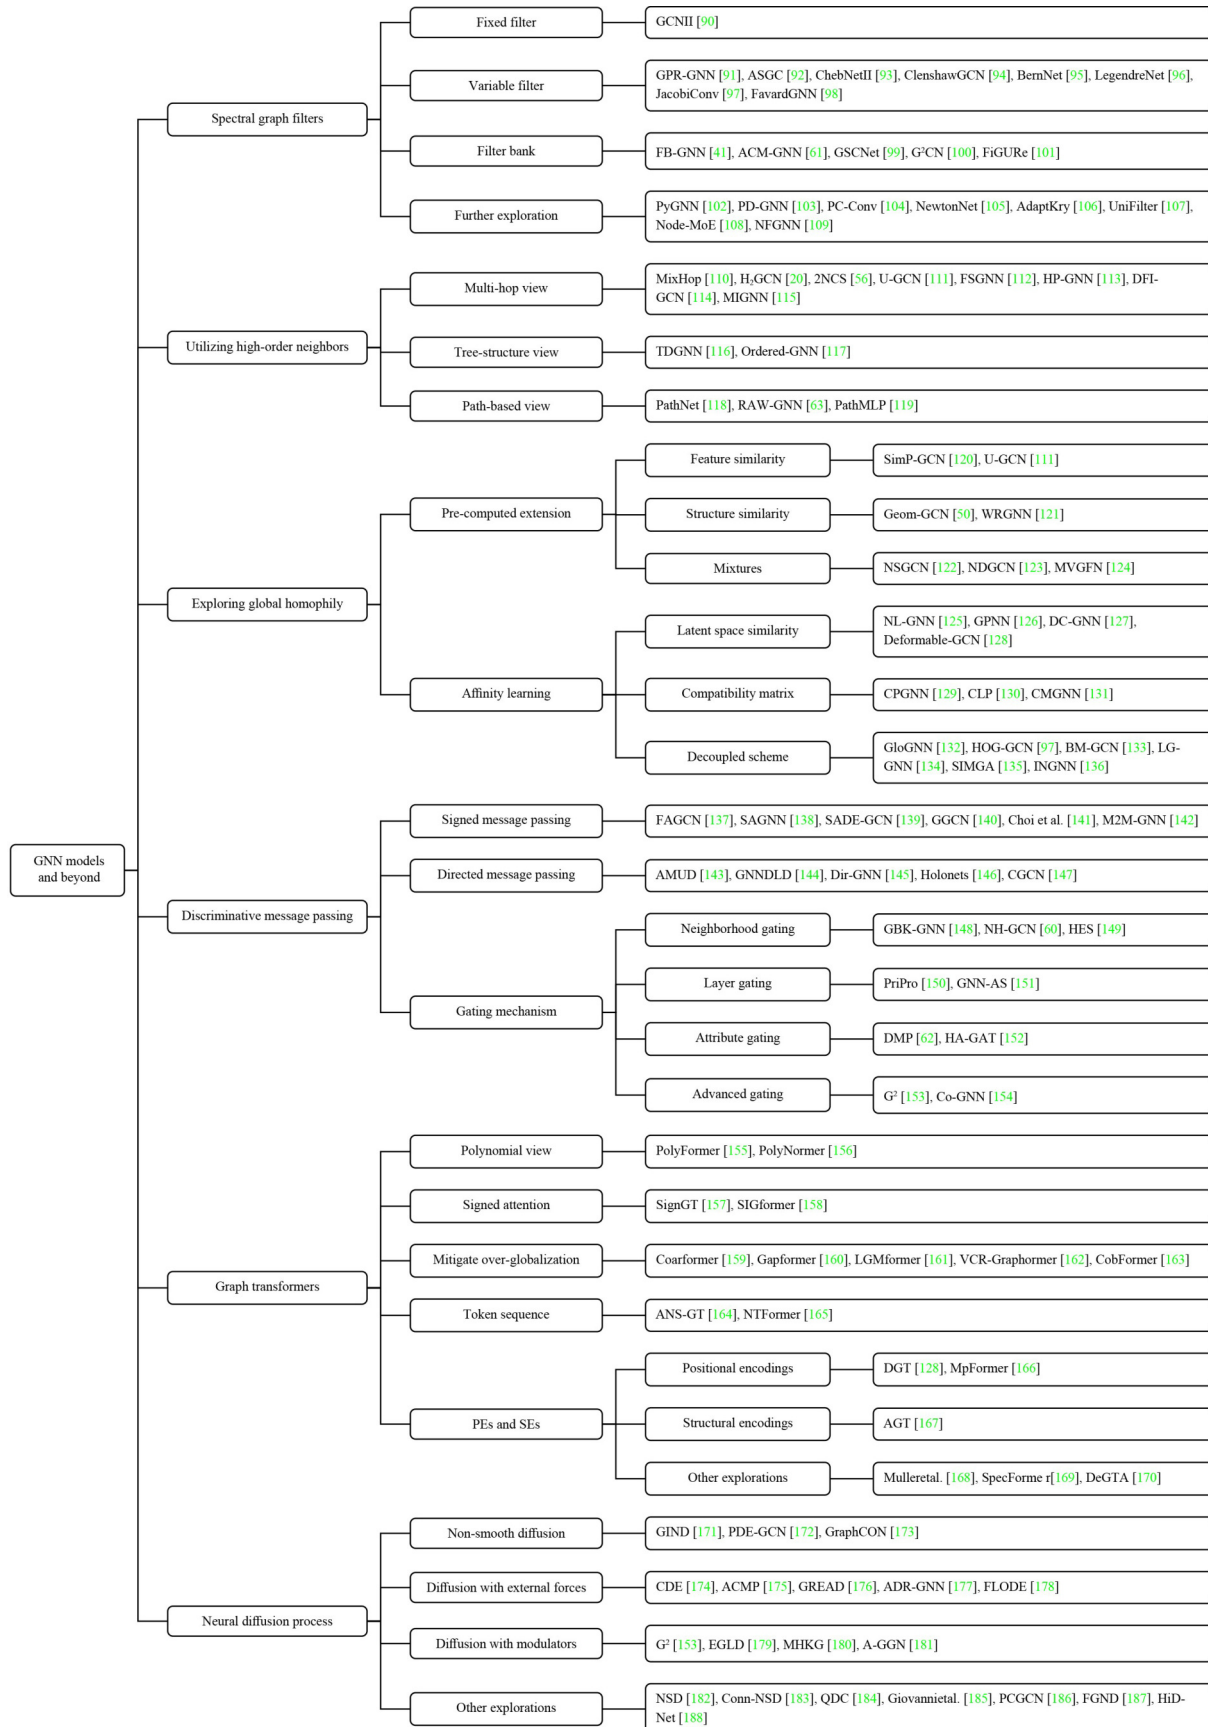 Fixed filter
GCNII [90]
Variable filter
GPR-GNN [91], ASGC [92], ChebNetII [93], ClenshawGCN [94], BernNet [95], LegendreNet [96],
JacobiConv [97], FavardGNN [98]
Spectral graph filters
Filter bank
FB-GNN [41], ACM-GNN [61], GSCNet [99], G²CN [100], FiGURe [101]
Further exploration
PyGNN [102], PD-GNN [103], PC-Conv [104], NewtonNet [105], AdaptKry [106], UniFilter [107],
Node-MoE [108], NFGNN [109]
Multi-hop view
MixHop [110], H₂GCN [20], 2NCS [56], U-GCN [111], FSGNN [112], HP-GNN [113], DFI-
GCN [114], MIGNN [115]
Utilizing high-order neighbors
Tree-structure view
TDGNN [116], Ordered-GNN [117]
Path-based view
PathNet [118], RAW-GNN [63], PathMLP [119]
Feature similarity
SimP-GCN [120], U-GCN [111]
Pre-computed extension
Structure similarity
Geom-GCN [50], WRGNN [121]
Mixtures
NSGCN [122], NDGCN [123], MVGFN [124]
Exploring global homophily
Latent space similarity
NL-GNN [125], GPNN [126], DC-GNN [127],
Deformable-GCN [128]
Affinity learning
Compatibility matrix
CPGNN [129], CLP [130], CMGNN [131]
Decoupled scheme
GloGNN [132], HOG-GCN [97], BM-GCN [133], LG-
GNN [134], SIMGA [135], INGNN [136]
Signed message passing
FAGCN [137], SAGNN [138], SADE-GCN [139], GGCN [140], Choi et al. [141], M2M-GNN [142]
GNN models
and beyond
Directed message passing
AMUD [143], GNNDLD [144], Dir-GNN [145], Holonets [146], CGCN [147]
Discriminative message passing
Neighborhood gating
GBK-GNN [148], NH-GCN [60], HES [149]
Layer gating
PriPro [150], GNN-AS [151]
Gating mechanism
Attribute gating
DMP [62], HA-GAT [152]
Advanced gating
G² [153], Co-GNN [154]
Polynomial view
PolyFormer [155], PolyNormer [156]
Signed attention
SignGT [157], SIGformer [158]
Mitigate over-globalization
Coarformer [159], Gapformer [160], LGMformer [161], VCR-Graphormer [162], CobFormer [163]
Graph transformers
Token sequence
ANS-GT [164], NTFormer [165]
Positional encodings
DGT [128], MpFormer [166]
PEs and SEs
Structural encodings
AGT [167]
Other explorations
Mulleretal. [168], SpecForme r[169], DeGTA [170]
Non-smooth diffusion
GIND [171], PDE-GCN [172], GraphCON [173]
Diffusion with external forces
CDE [174], ACMP [175], GREAD [176], ADR-GNN [177], FLODE [178]
Neural diffusion process
Diffusion with modulators
G² [153], EGLD [179], MHKG [180], A-GGN [181]
Other explorations
NSD [182], Conn-NSD [183], QDC [184], Giovannietal. [185], PCGCN [186], FGND [187], HiD-
Net [188]